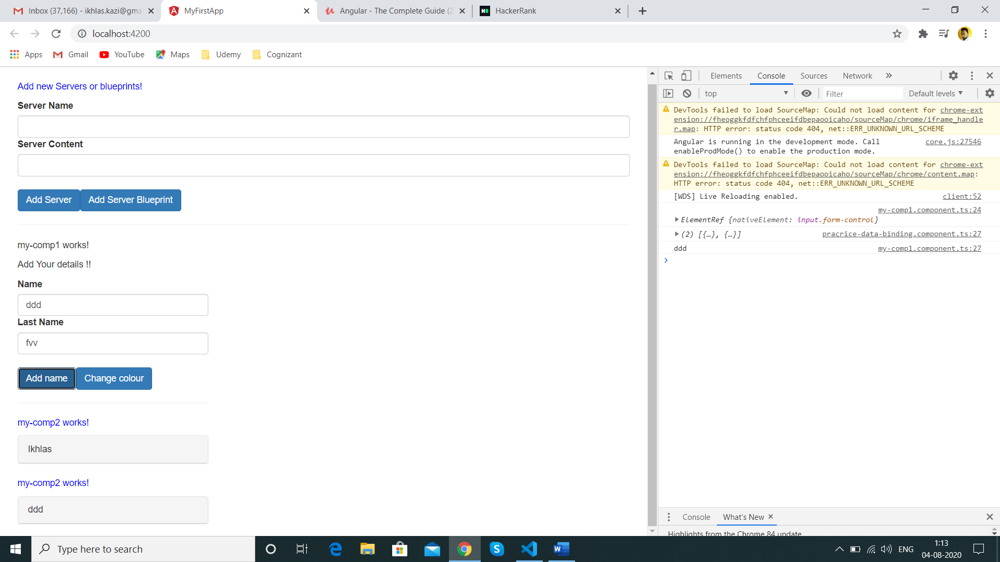 Inbox (37,166) - ikhlas.kazi@gma
MyFirstApp
Angular - The Complete Guide (2
HackerRank
localhost:4200
Apps
Gmail
YouTube
Maps
Udemy
Cognizant
Add new Servers or blueprints!
Server Name
Server Content
Add Server
Add Server Blueprint
my-comp1 works!
Add Your details !!
Name
ddd
Last Name
fvv
Add name
Change colour
my-comp2 works!
Ikhlas
my-comp2 works!
ddd
Elements
Console
Sources
Network
top
Filter
Default levels
DevTools failed to load SourceMap: Could not load content for chrome-ext
ension://fheoggkfdfchfphceeifdbepaooicaho/sourceMap/chrome/iframe_handle
r.map: HTTP error: status code 404, net::ERR_UNKNOWN_URL_SCHEME
Angular is running in the development mode. Call core.js:27546
enableProdMode() to enable the production mode.
DevTools failed to load SourceMap: Could not load content for chrome-ext
ension://fheoggkfdfchfphceeifdbepaooicaho/sourceMap/chrome/content.map:
HTTP error: status code 404, net::ERR_UNKNOWN_URL_SCHEME
[WDS] Live Reloading enabled. client:52
my-comp1.component.ts:24
ElementRef {nativeElement: input.form-control}
(2) [{…}, {…}] pracrice-data-binding.component.ts:27
ddd my-comp1.component.ts:27
Console
What's New
Highlights from the Chrome 84 update
Type here to search
ENG
1:13
04-08-2020